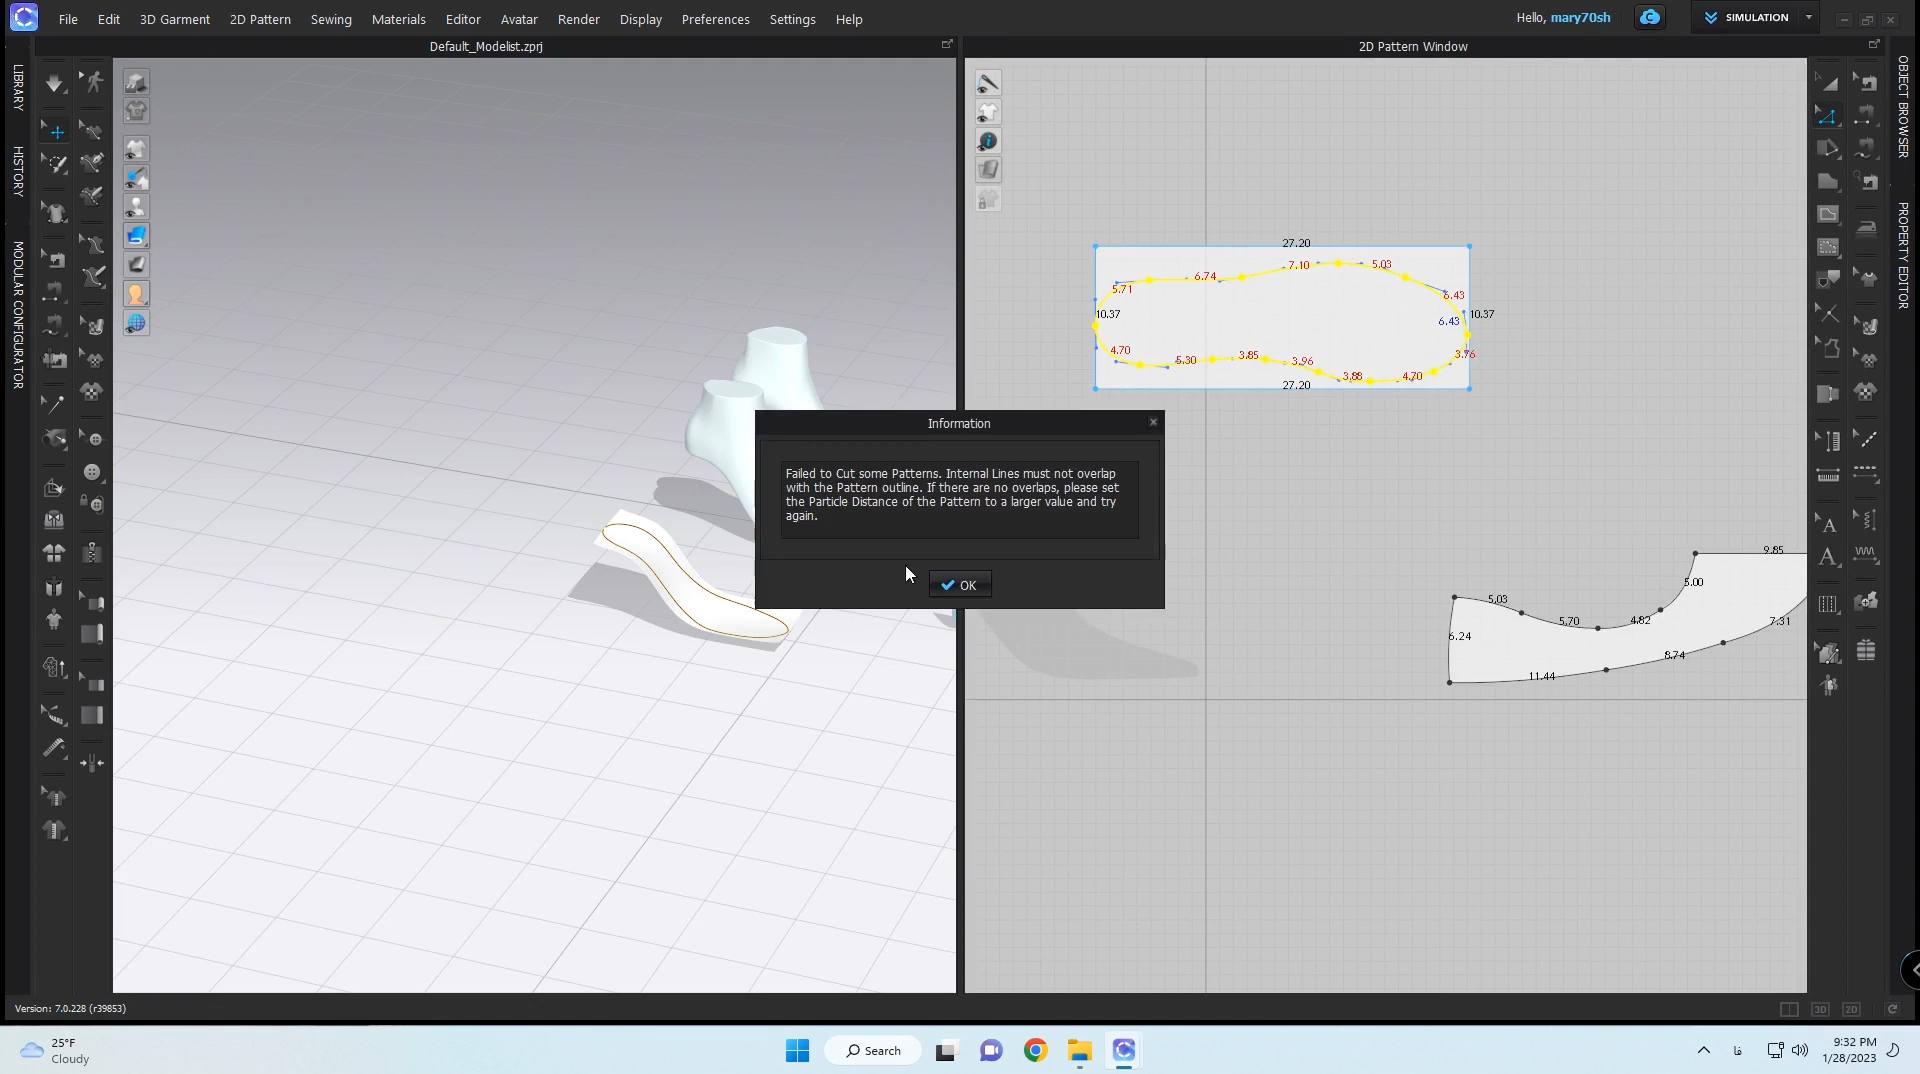 File Edit 3D Garment 2D Pattern Sewing Materials Editor Avatar Render Display Preferences Settings Help
Hello, mary70sh
SIMULATION
Default_Modelist.zprj
2D Pattern Window
LIBRARY
HISTORY
MODULAR CONFIGURATOR
OBJECT BROWSER
PROPERTY EDITOR
27.20
5.71
6.74
7.10
5.03
6.43
10.37
6.43
10.37
4.70
5.30
3.85
3.96
3.88
4.70
3.76
27.20
Information
Failed to Cut some Patterns. Internal Lines must not overlap
with the Pattern outline. If there are no overlaps, please set
the Particle Distance of the Pattern to a larger value and try
again.
OK
9.85
5.00
5.03
5.70
4.82
7.31
6.24
8.74
11.44
A
A
Version: 7.0.228 (r39853)
3D
2D
25°F
Cloudy
Search
فا
9:32 PM
1/28/2023